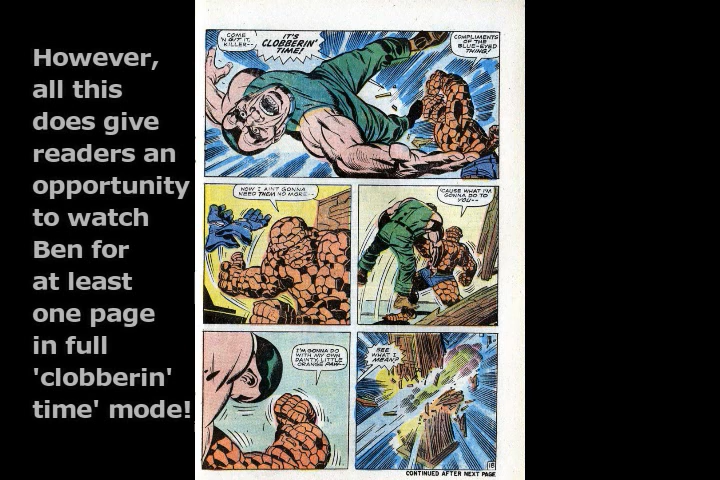 However,
all this
does give
readers an
opportunity
to watch
Ben for
at least
one page
in full
'clobberin'
time' mode!
COME
'N GIT IT,
KILLER--
IT'S
CLOBBERIN'
TIME!
COMPLIMENTS
OF THE
BLUE-EYED
THING!
NOW I AIN'T GONNA
NEED THEM NO MORE--
'CAUSE WHAT I'M
GONNA DO TO
YOU--
I'M GONNA DO
WITH MY OWN
DAINTY LITTLE
ORANGE PAW--
SEE
WHAT I
MEAN?
18
CONTINUED AFTER NEXT PAGE